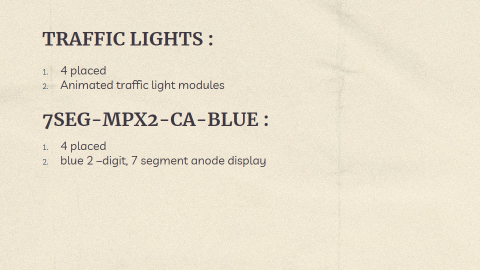 TRAFFIC LIGHTS :
1. 4 placed
2. Animated traffic light modules
7SEG-MPX2-CA-BLUE :
1. 4 placed
2. blue 2 –digit, 7 segment anode display